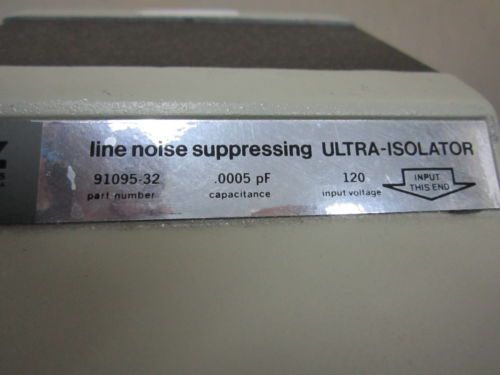 line noise suppressing ULTRA-ISOLATOR
91095-32 .0005 pF 120
part number capacitance input voltage
INPUT
THIS END